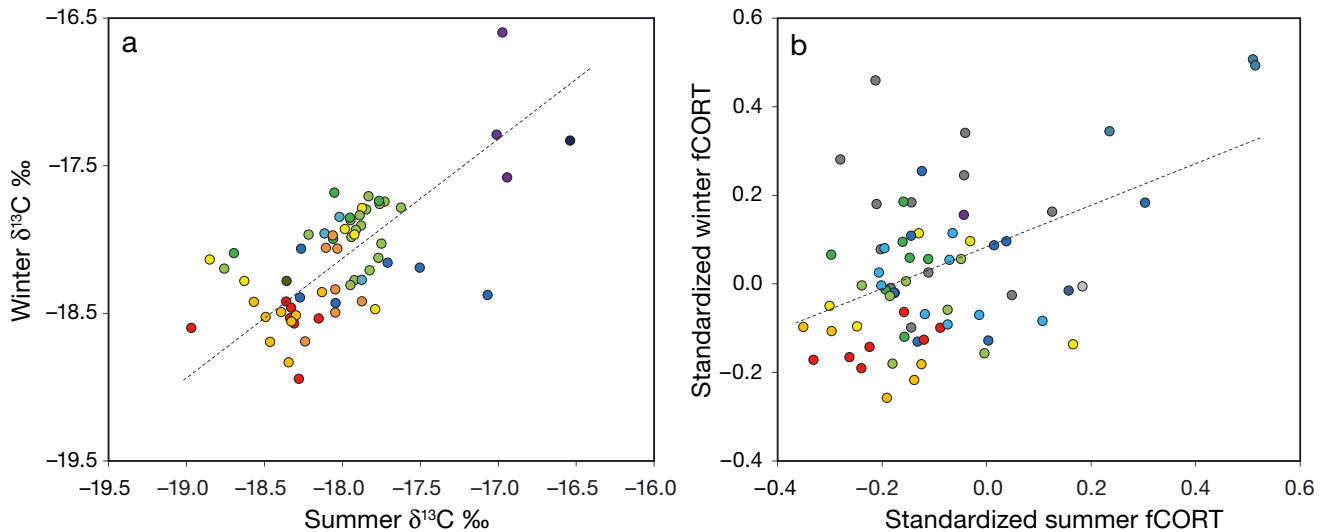 a
Winter δ¹³C ‰
−16.5
−17.5
−18.5
−19.5
−19.5 −19.0 −18.5 −18.0 −17.5 −17.0 −16.5 −16.0
Summer δ¹³C ‰
b
Standardized winter fCORT
0.6
0.4
0.2
0.0
−0.2
−0.4
−0.4 −0.2 0.0 0.2 0.4 0.6
Standardized summer fCORT